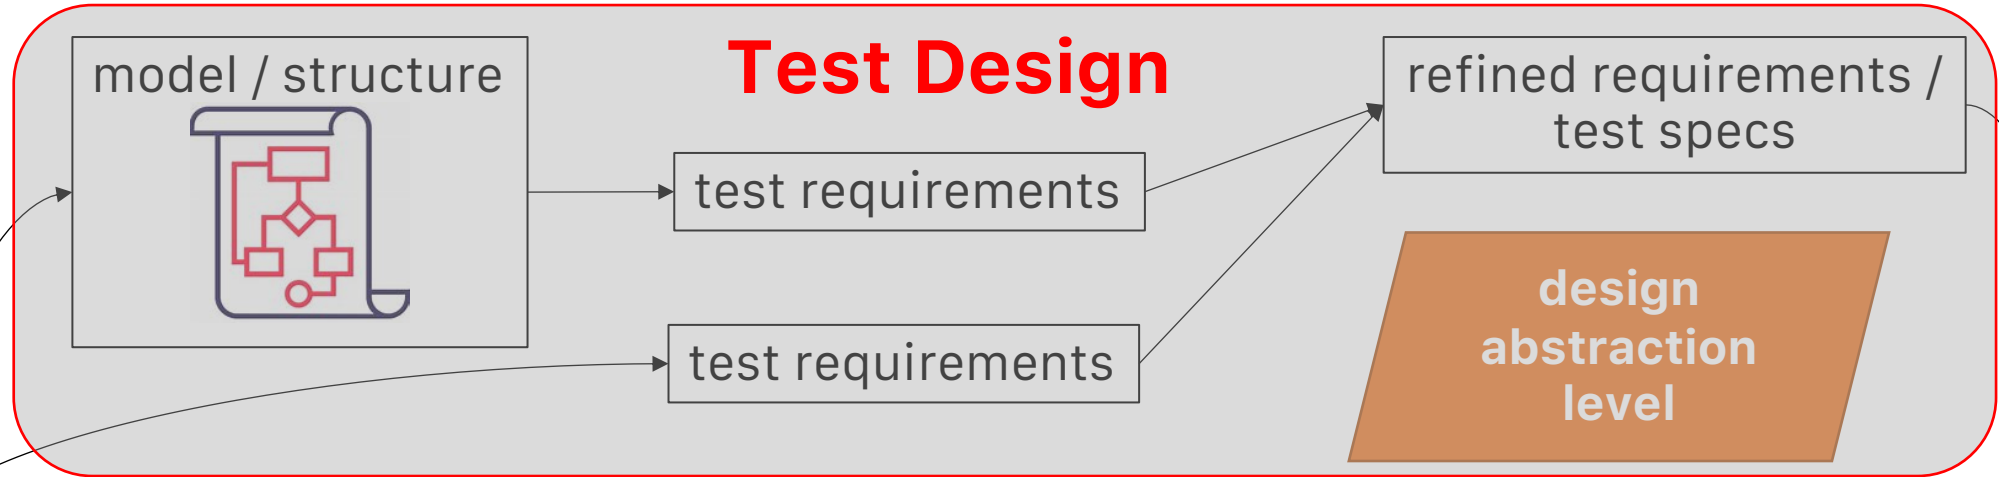 Test Design
model / structure
test requirements
test requirements
refined requirements /
test specs
design
abstraction
level